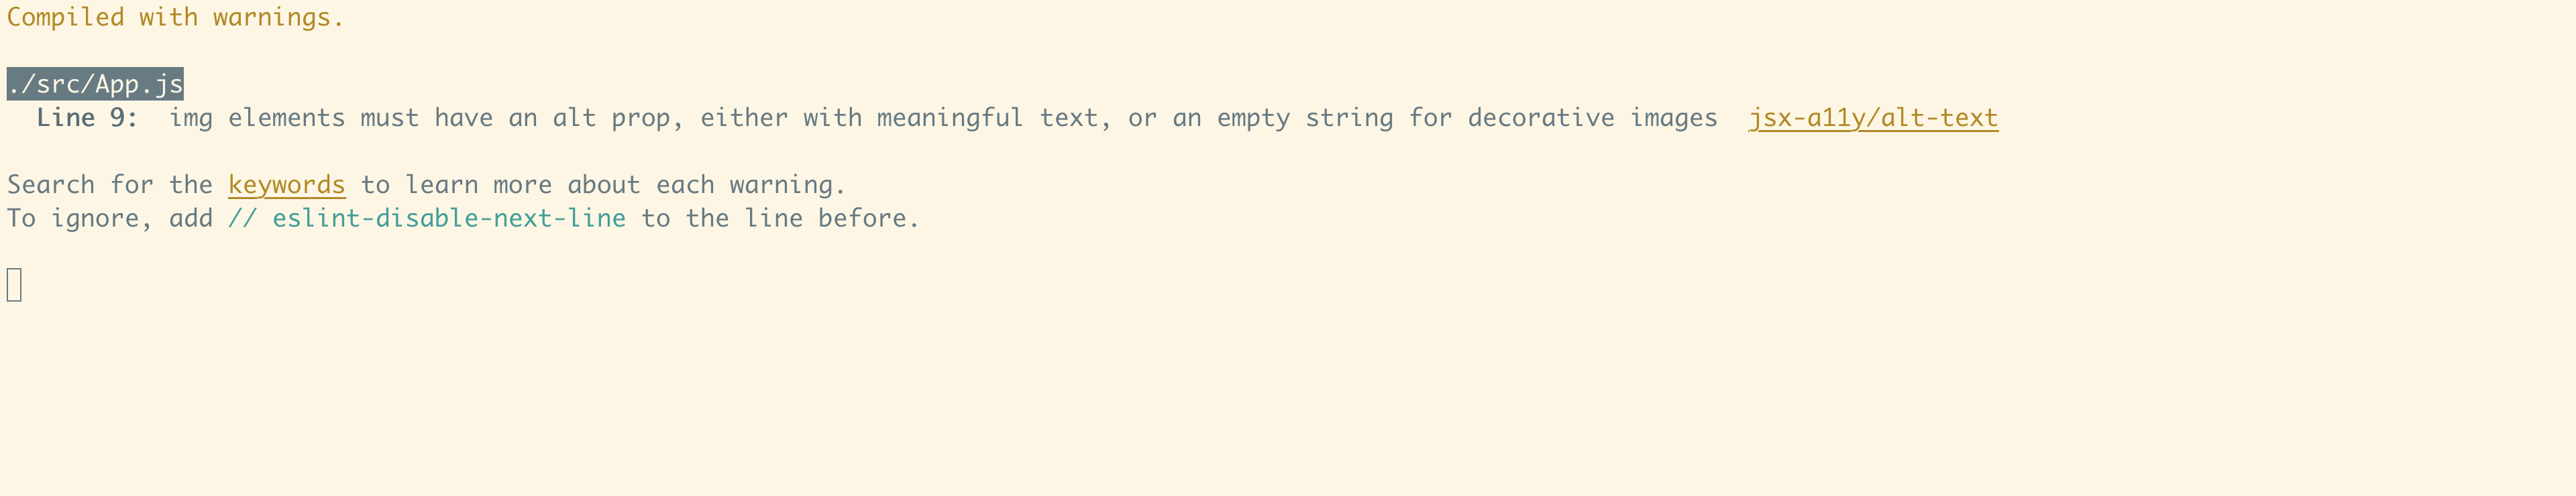 Compiled with warnings.
./src/App.js
Line 9:  img elements must have an alt prop, either with meaningful text, or an empty string for decorative images  jsx-a11y/alt-text
Search for the keywords to learn more about each warning.
To ignore, add // eslint-disable-next-line to the line before.